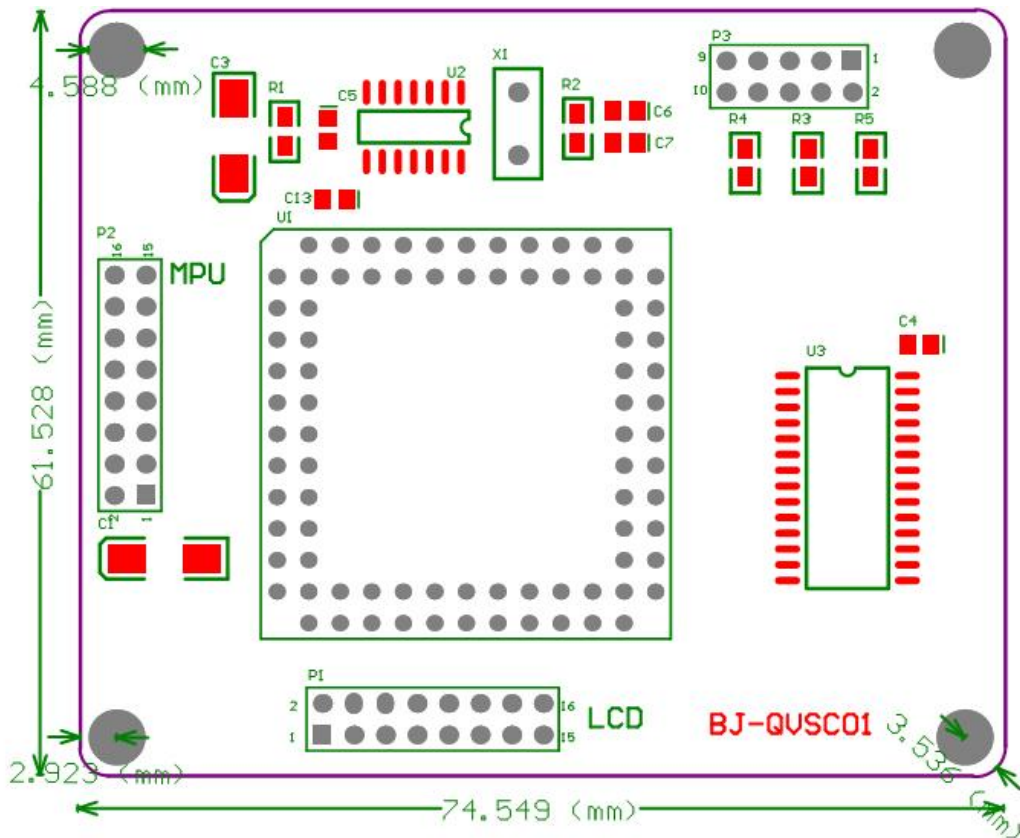 P3
9
1
10
2
C3
4.588 (mm)
R1
C5
U2
X1
R2
C6
C7
R4
R3
R5
C13
U1
P2
16
15
MPU
61.528 (mm)
C4
U3
C1
2
1
P1
2
16
1
15
LCD
BJ-QVSC01
2.923 (mm)
3.536 (mm)
74.549 (mm)